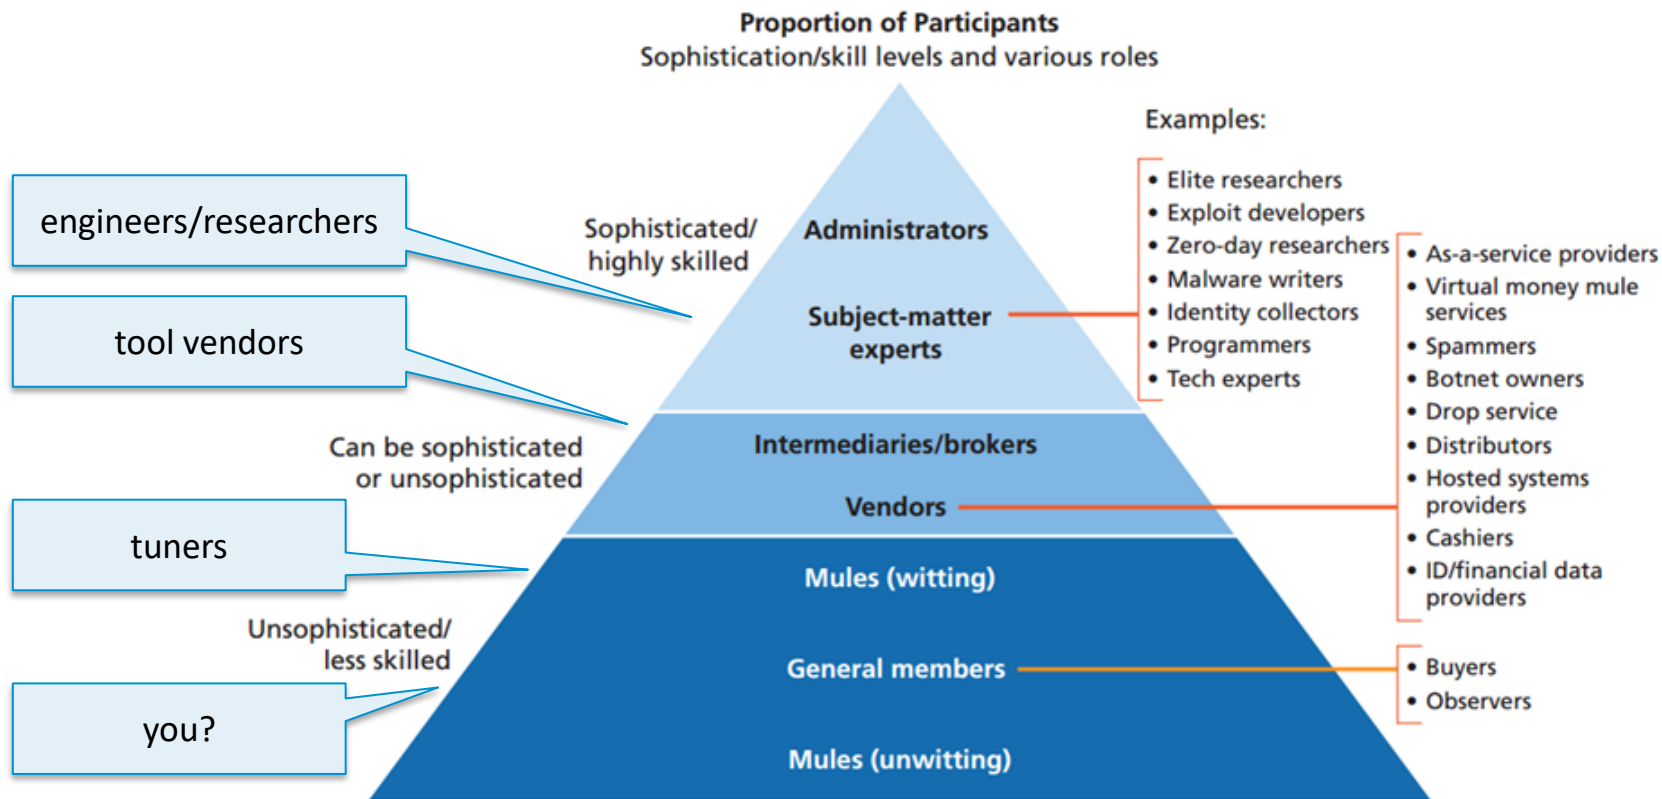 Proportion of Participants
Sophistication/skill levels and various roles
engineers/researchers
tool vendors
tuners
you?
Sophisticated/
highly skilled
Can be sophisticated
or unsophisticated
Unsophisticated/
less skilled
Administrators
Subject-matter
experts
Intermediaries/brokers
Vendors
Mules (witting)
General members
Mules (unwitting)
Examples:
• Elite researchers
• Exploit developers
• Zero-day researchers
• Malware writers
• Identity collectors
• Programmers
• Tech experts
• As-a-service providers
• Virtual money mule
services
• Spammers
• Botnet owners
• Drop service
• Distributors
• Hosted systems
providers
• Cashiers
• ID/financial data
providers
• Buyers
• Observers